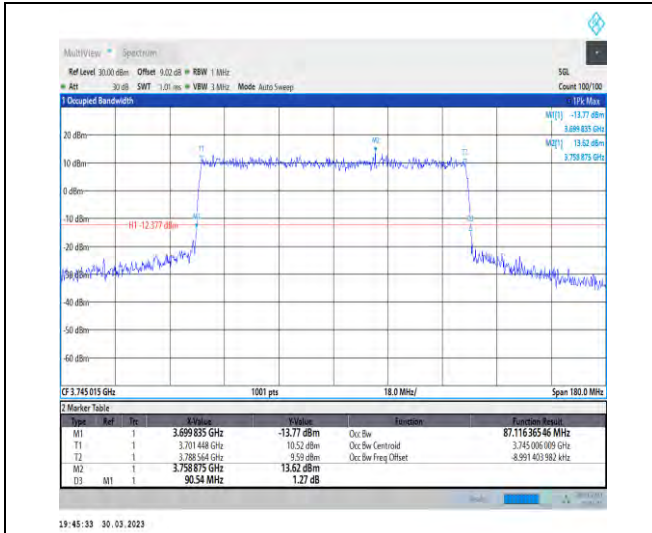 MultiView Spectrum
Ref Level 30.00 dBm Offset 9.02 dB RBW 1 MHz SGL
Att 30 dB SWT 1.01 ms VBW 3 MHz Mode Auto Sweep Count 100/100
1 Occupied Bandwidth 1Pk Max
M1[1] -13.77 dBm
3.699 835 GHz
M2[1] 13.62 dBm
3.758 875 GHz
20 dBm
M2
T1
10 dBm
0 dBm
-10 dBm
M1
H1 -12.377 dBm
-30 dBm
-40 dBm
-50 dBm
-60 dBm
CF 3.745 015 GHz 1001 pts 18.0 MHz/ Span 180.0 MHz
2 Marker Table
Type Ref Trc X-Value Y-Value Function Function Result
M1 1 3.699 835 GHz -13.77 dBm Occ Bw 87.116 365 46 MHz
T1 1 3.701 448 GHz 10.52 dBm Occ Bw Centroid 3.745 006 009 GHz
T2 1 3.788 564 GHz 9.59 dBm Occ Bw Freq Offset -8.991 403 982 kHz
M2 1 3.758 875 GHz 13.62 dBm
D3 M1 1 90.54 MHz 1.27 dB
19:45:33 30.03.2023